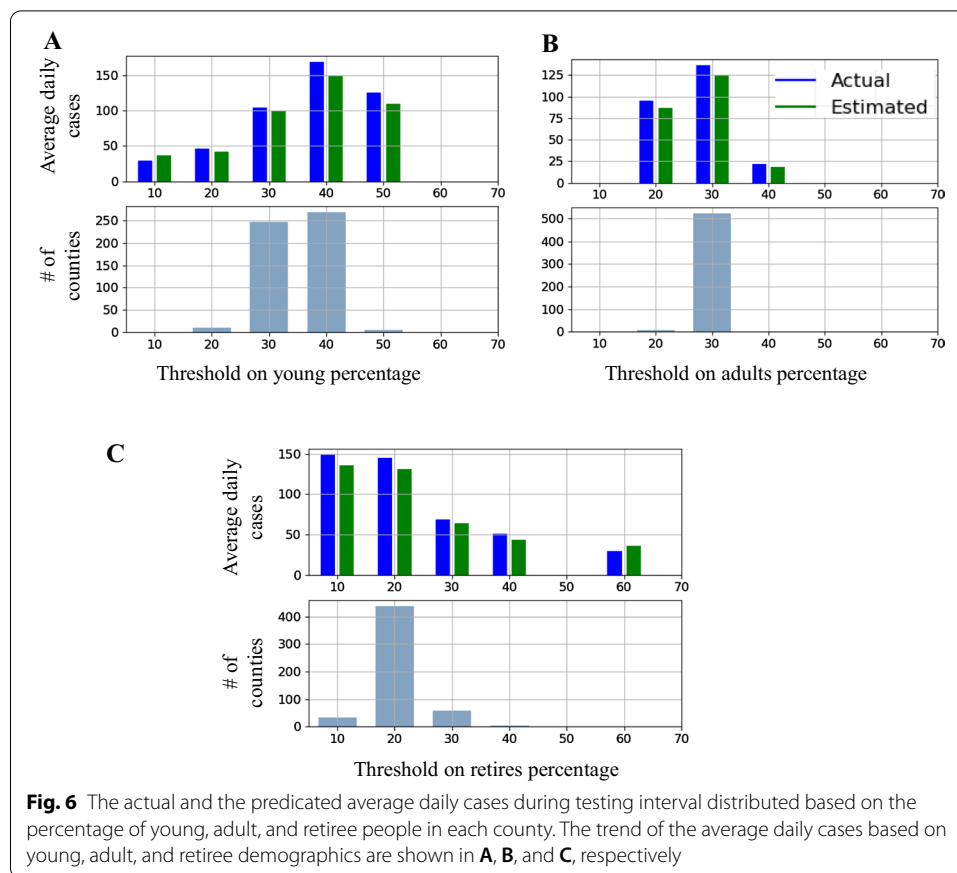 A
Average daily
cases
150
100
50
0
10 20 30 40 50 60 70
# of
counties
250
200
150
100
50
0
10 20 30 40 50 60 70
Threshold on young percentage
B
125
100
75
50
25
0
Actual
Estimated
10 20 30 40 50 60 70
500
400
300
200
100
0
10 20 30 40 50 60 70
Threshold on adults percentage
C
Average daily
cases
150
100
50
0
10 20 30 40 50 60 70
# of
counties
400
300
200
100
0
10 20 30 40 50 60 70
Threshold on retires percentage
Fig. 6 The actual and the predicated average daily cases during testing interval distributed based on the
percentage of young, adult, and retiree people in each county. The trend of the average daily cases based on
young, adult, and retiree demographics are shown in A, B, and C, respectively